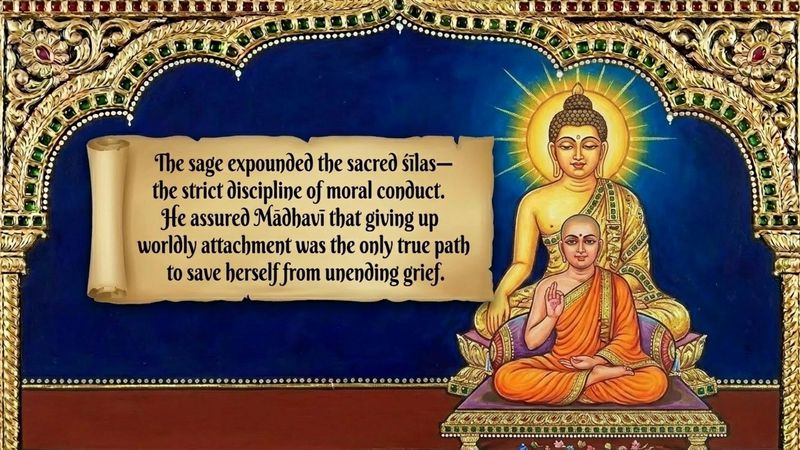 The sage expounded the sacred śīlas—
the strict discipline of moral conduct.
He assured Mādhavī that giving up
worldly attachment was the only true path
to save herself from unending grief.